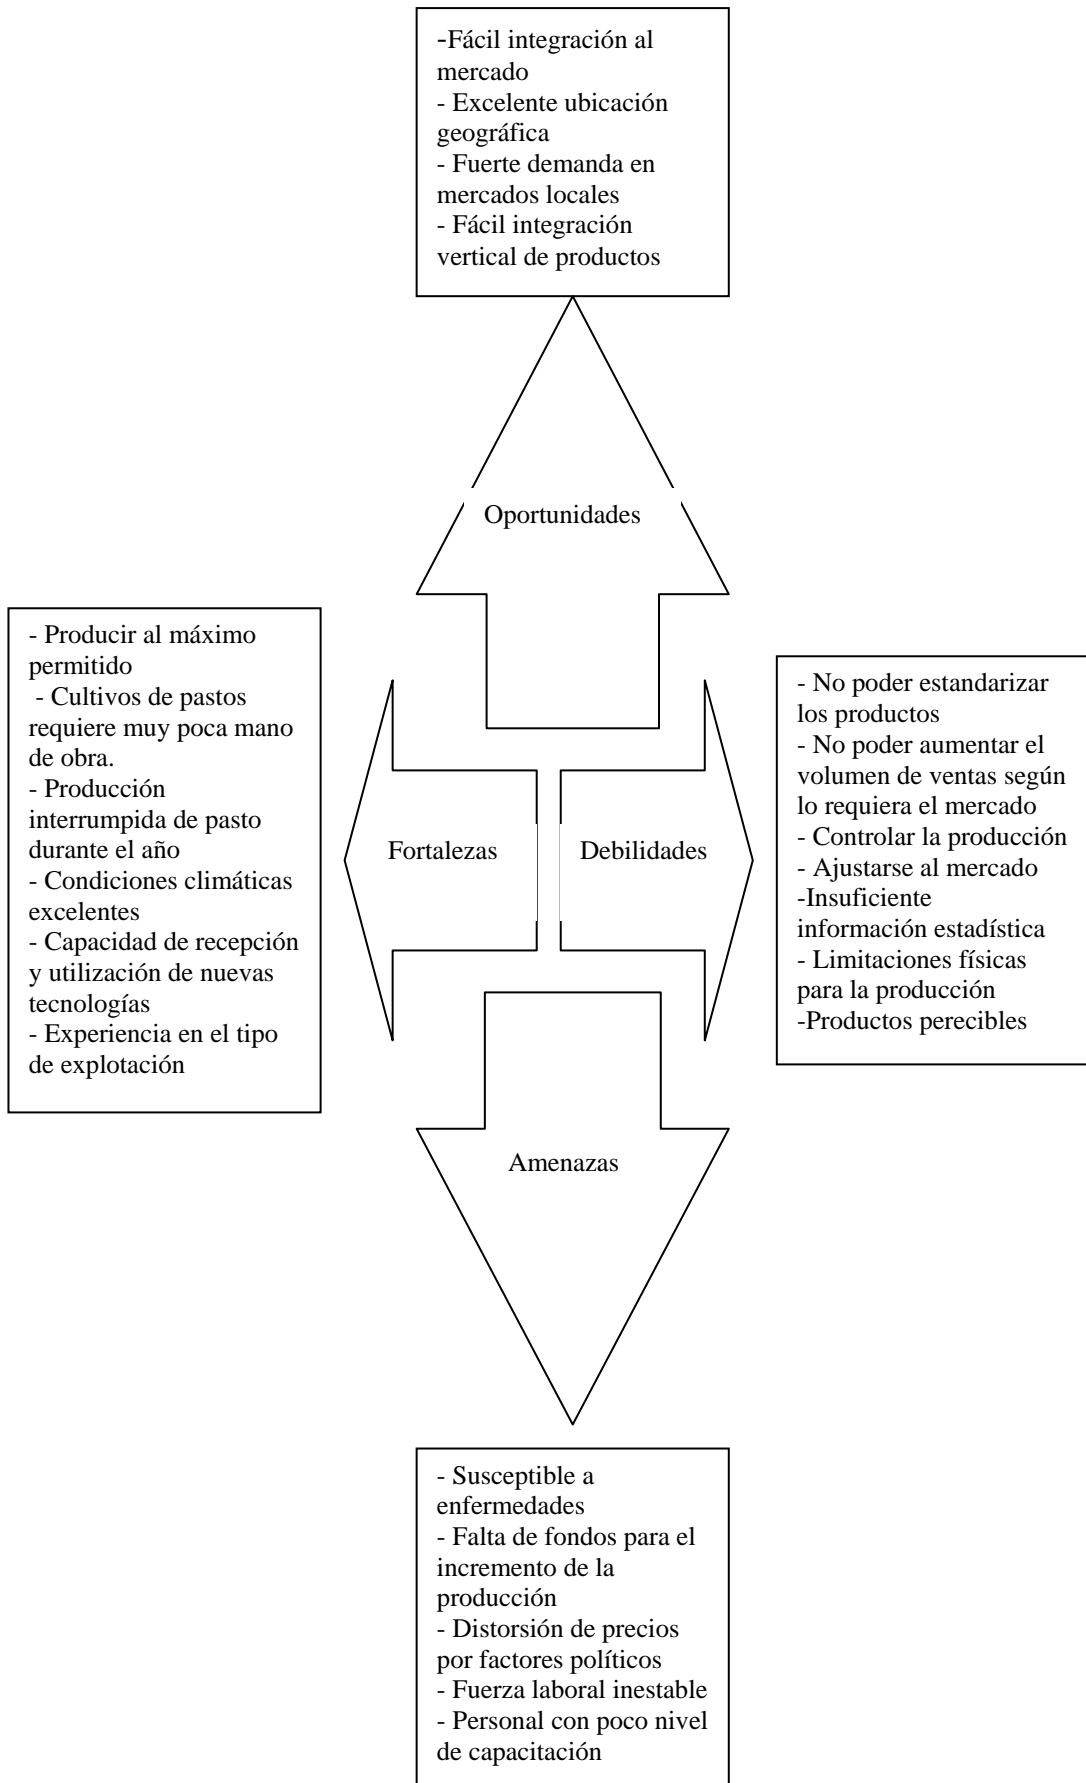 -Fácil integración al
mercado
- Excelente ubicación
geográfica
- Fuerte demanda en
mercados locales
- Fácil integración
vertical de productos
Oportunidades
- Producir al máximo
permitido
- Cultivos de pastos
requiere muy poca mano
de obra.
- Producción
interrumpida de pasto
durante el año
- Condiciones climáticas
excelentes
- Capacidad de recepción
y utilización de nuevas
tecnologías
- Experiencia en el tipo
de explotación
Fortalezas
Debilidades
- No poder estandarizar
los productos
- No poder aumentar el
volumen de ventas según
lo requiera el mercado
- Controlar la producción
- Ajustarse al mercado
-Insuficiente
información estadística
- Limitaciones físicas
para la producción
-Productos perecibles
Amenazas
- Susceptible a
enfermedades
- Falta de fondos para el
incremento de la
producción
- Distorsión de precios
por factores políticos
- Fuerza laboral inestable
- Personal con poco nivel
de capacitación